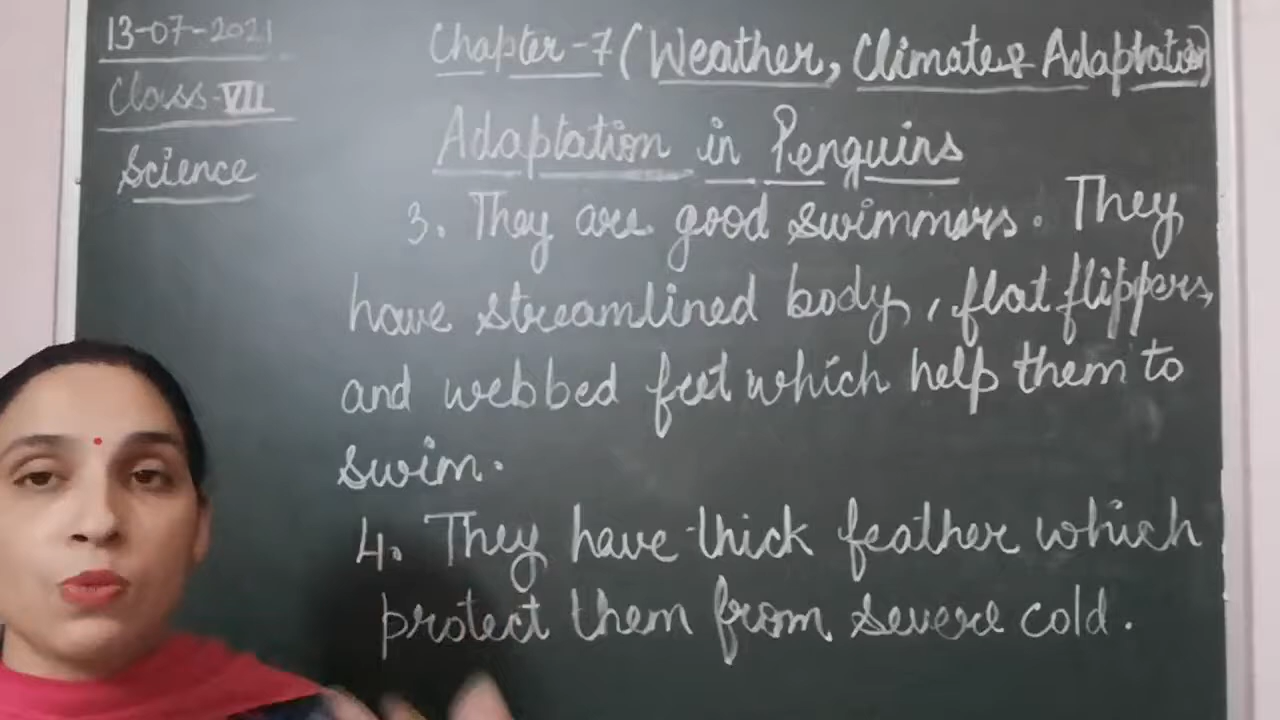 13-07-2021
Class-VII
Science
Chapter-7 (Weather, Climate & Adaptation)
Adaptation in Penguins
3. They are good swimmers. They
have streamlined body, flat flippers,
and webbed feet which help them to
swim.
4. They have thick feather which
protect them from severe cold.